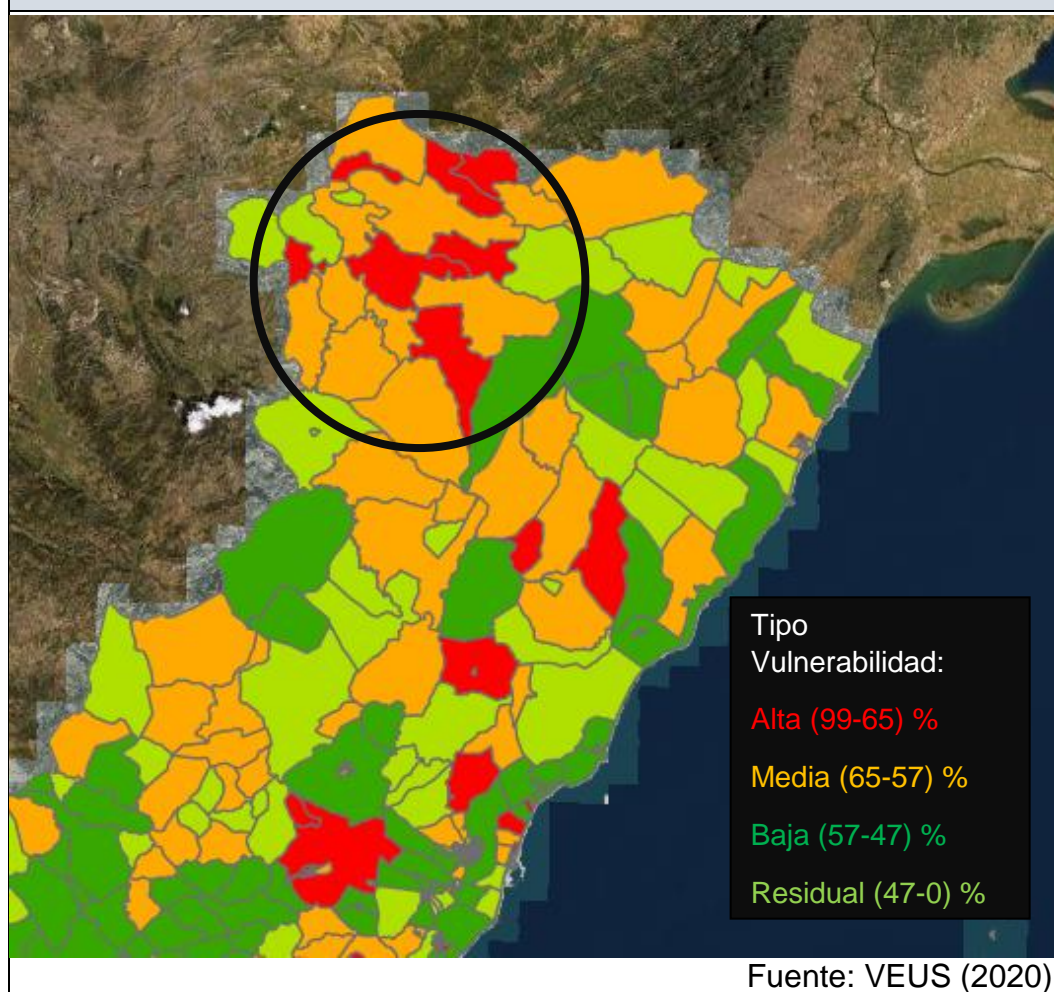 Tipo
Vulnerabilidad:
Alta (99-65) %
Media (65-57) %
Baja (57-47) %
Residual (47-0) %
Fuente: VEUS (2020)